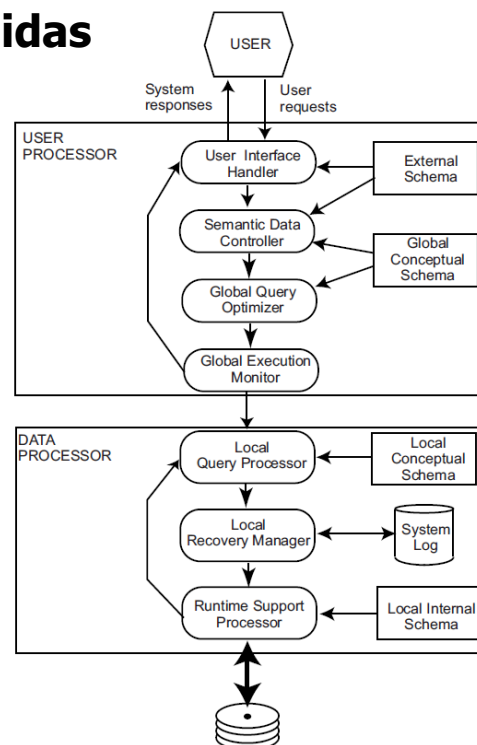 idas
USER
System
responses
User
requests
USER
PROCESSOR
User Interface
Handler
External
Schema
Semantic Data
Controller
Global
Conceptual
Schema
Global Query
Optimizer
Global Execution
Monitor
DATA
PROCESSOR
Local
Query Processor
Local
Conceptual
Schema
Local
Recovery Manager
System
Log
Runtime Support
Processor
Local Internal
Schema